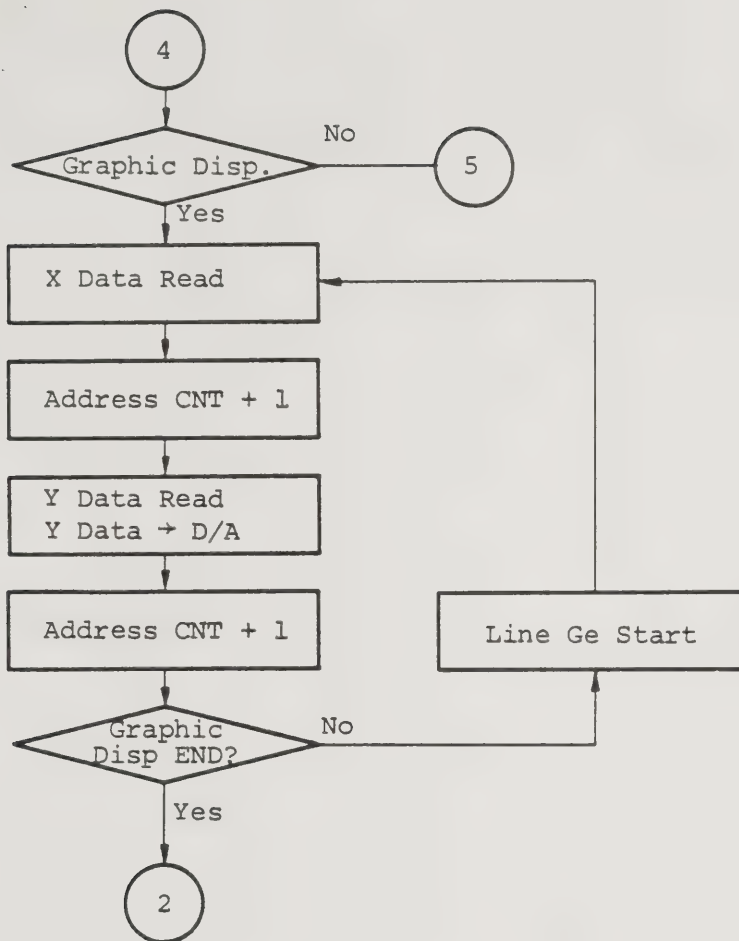 4
Graphic Disp.
No
5
Yes
X Data Read
Address CNT + 1
Y Data Read
Y Data → D/A
Address CNT + 1
Line Ge Start
Graphic
Disp END?
No
Yes
2